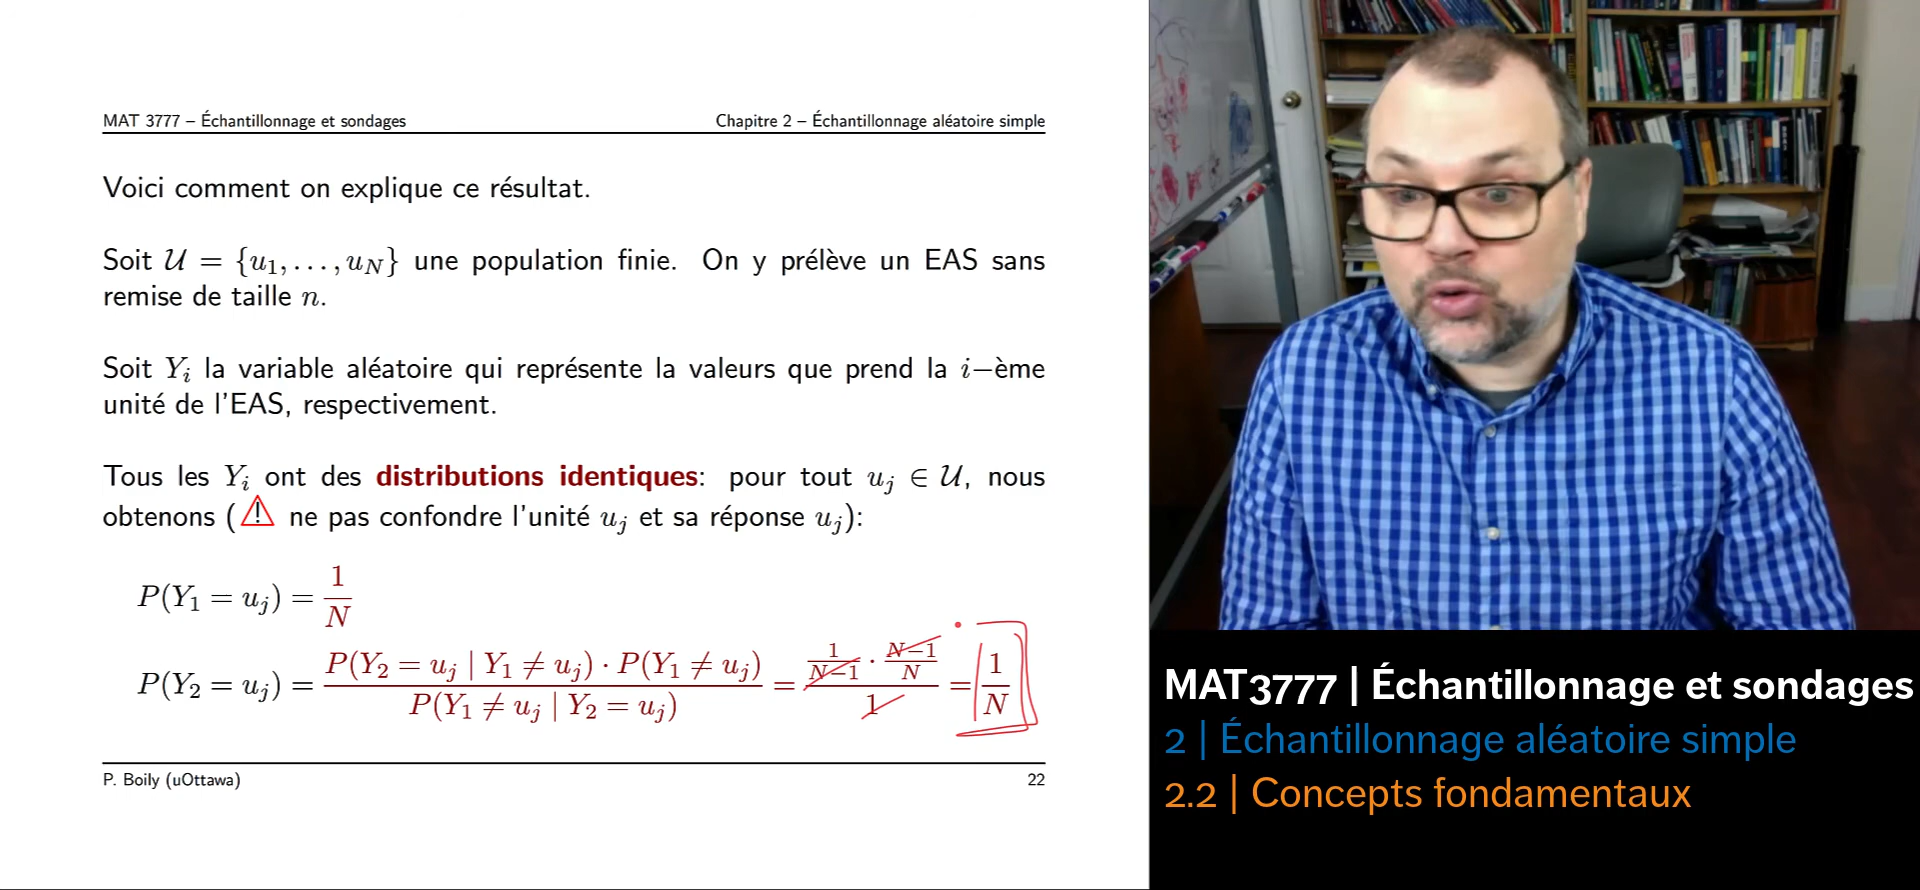 MAT 3777 – Échantillonnage et sondages
Chapitre 2 – Échantillonnage aléatoire simple
Voici comment on explique ce résultat.
Soit 𝒰 = {u₁, . . . , u_N} une population finie. On y prélève un EAS sans
remise de taille n.
Soit Y_i la variable aléatoire qui représente la valeurs que prend la i−ème
unité de l'EAS, respectivement.
Tous les Y_i ont des distributions identiques: pour tout u_j ∈ 𝒰, nous
obtenons (⚠ ne pas confondre l'unité u_j et sa réponse u_j):
P(Y₁ = u_j) = 1/N
P(Y₂ = u_j) = P(Y₂ = u_j | Y₁ ≠ u_j) · P(Y₁ ≠ u_j) / P(Y₁ ≠ u_j | Y₂ = u_j) = (1/(N−1) · (N−1)/N) / 1 = 1/N
P. Boily (uOttawa)
22
MAT3777 | Échantillonnage et sondages
2 | Échantillonnage aléatoire simple
2.2 | Concepts fondamentaux